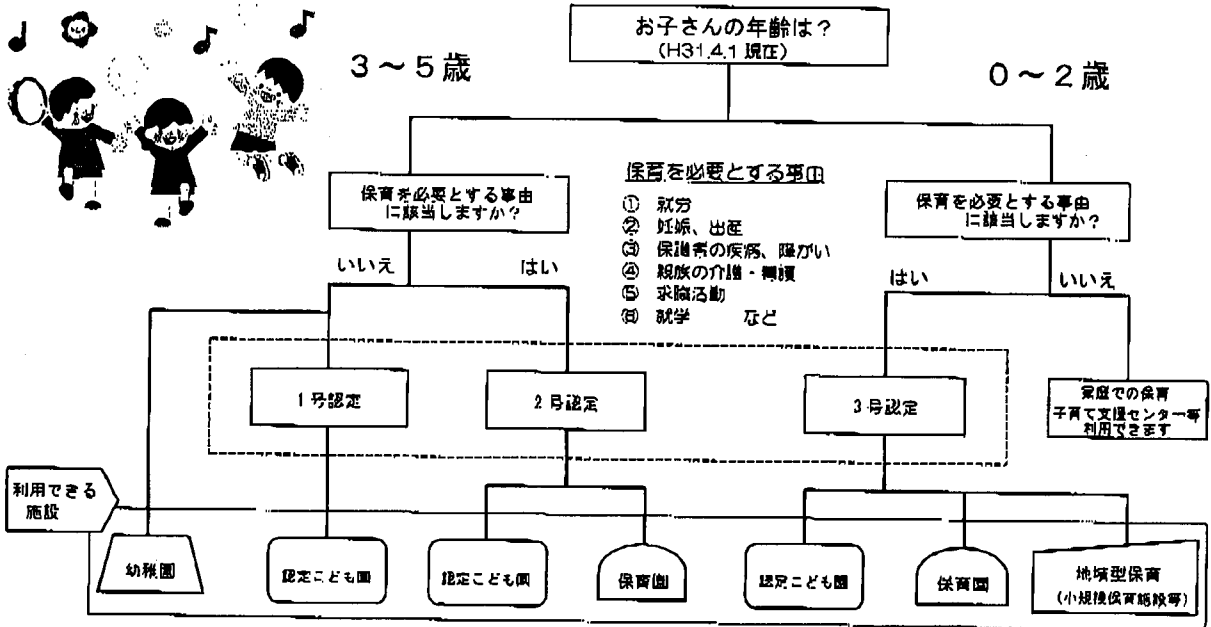 お子さんの年齢は？
（H31.4.1 現在）
3～5歳
0～2歳
保育を必要とする事由
に該当しますか？
保育を必要とする事由
① 就労
② 妊娠、出産
③ 保護者の疾病、障がい
④ 親族の介護・看護
⑤ 求職活動
⑥ 就学　　など
保育を必要とする事由
に該当しますか？
いいえ
はい
はい
いいえ
1号認定
2号認定
3号認定
家庭での保育
子育て支援センター等
利用できます
利用できる
施設
幼稚園
認定こども園
認定こども園
保育園
認定こども園
保育園
地域型保育
（小規模保育施設等）